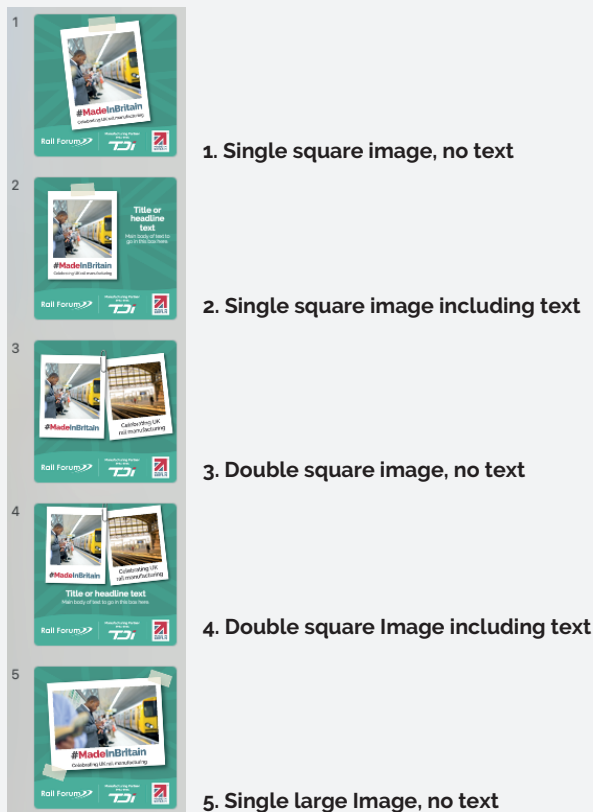 1
#MadeInBritain
Celebrating UK rail manufacturing
Rail Forum
TDI
1. Single square image, no text
2
Title or
headline
text
Main body of text to
go in this box here
#MadeInBritain
Celebrating UK rail manufacturing
Rail Forum
TDI
2. Single square image including text
3
#MadeInBritain
Celebrating UK
rail manufacturing
Rail Forum
TDI
3. Double square image, no text
4
#MadeInBritain
Celebrating UK
rail manufacturing
Title or headline text
Main body of text to go in this box here
Rail Forum
TDI
4. Double square Image including text
5
#MadeInBritain
Celebrating UK rail manufacturing
Rail Forum
TDI
5. Single large Image, no text